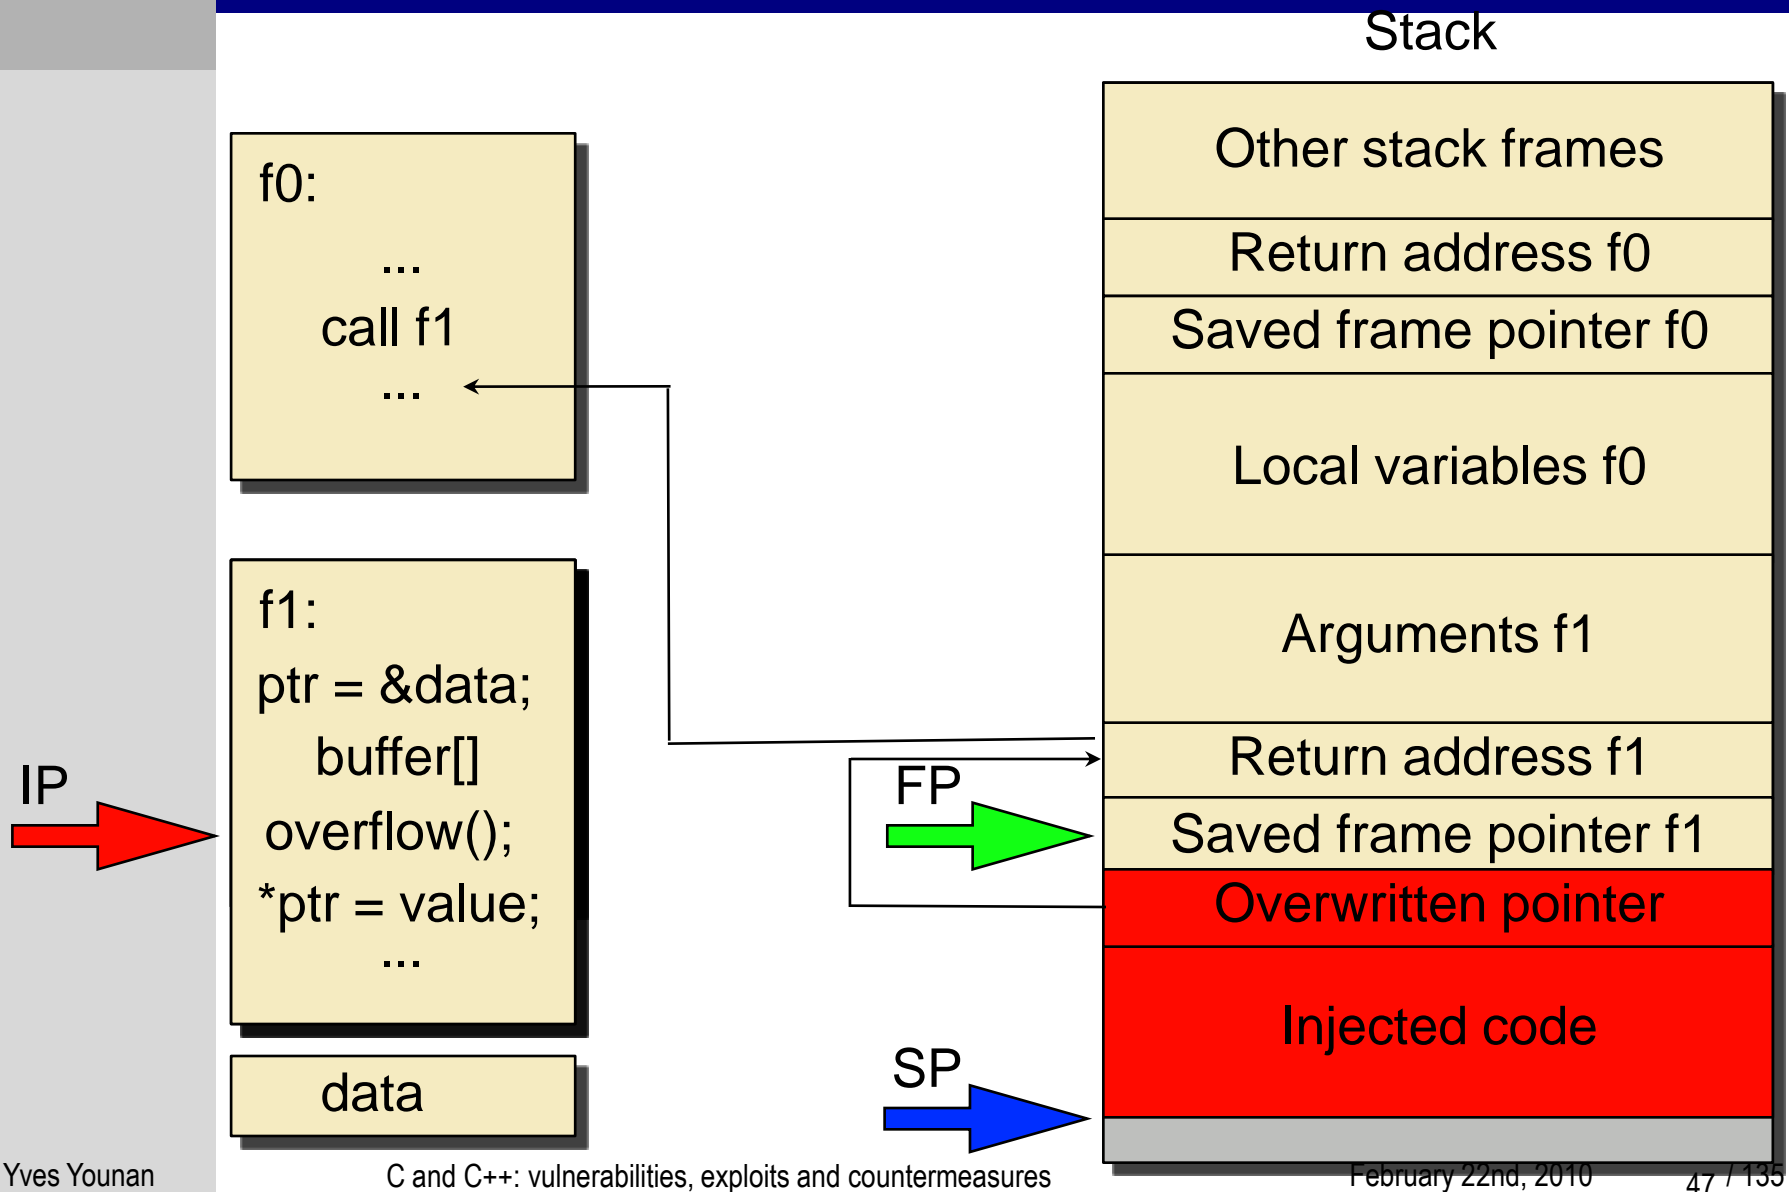 Stack
f0:
...
call f1
...
f1:
ptr = &data;
buffer[]
overflow();
*ptr = value;
...
data
IP
FP
SP
Other stack frames
Return address f0
Saved frame pointer f0
Local variables f0
Arguments f1
Return address f1
Saved frame pointer f1
Overwritten pointer
Injected code
Yves Younan
C and C++: vulnerabilities, exploits and countermeasures
February 22nd, 2010
47 / 135